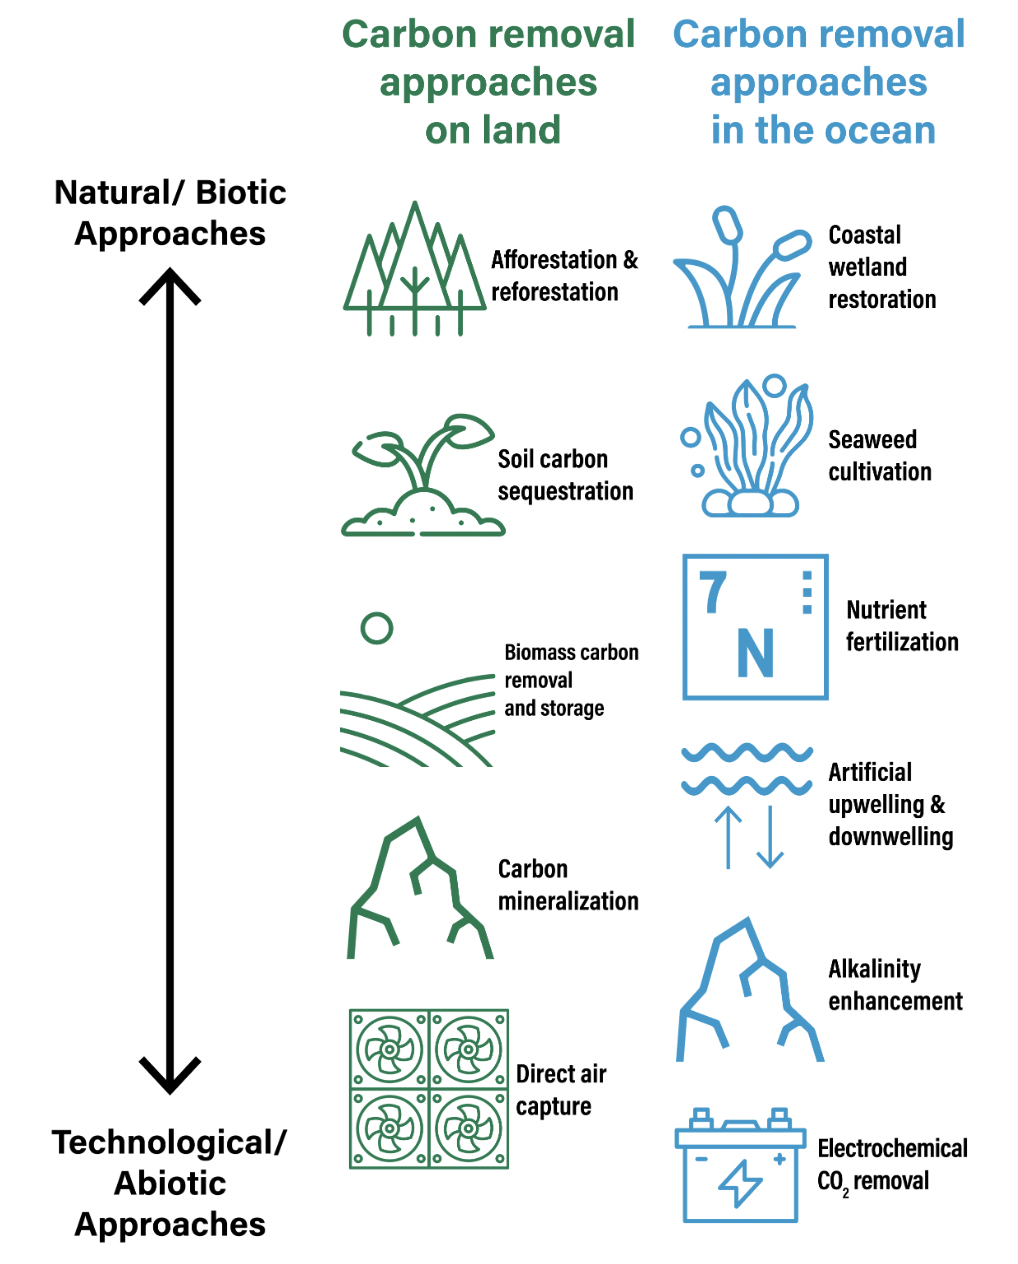 Carbon removal
approaches
on land
Carbon removal
approaches
in the ocean
Natural/ Biotic
Approaches
Afforestation &
reforestation
Coastal
wetland
restoration
Soil carbon
sequestration
Seaweed
cultivation
7
N
Nutrient
fertilization
Biomass carbon
removal
and storage
Artificial
upwelling &
downwelling
Carbon
mineralization
Alkalinity
enhancement
Direct air
capture
Technological/
Abiotic
Approaches
- +
Electrochemical
CO₂ removal